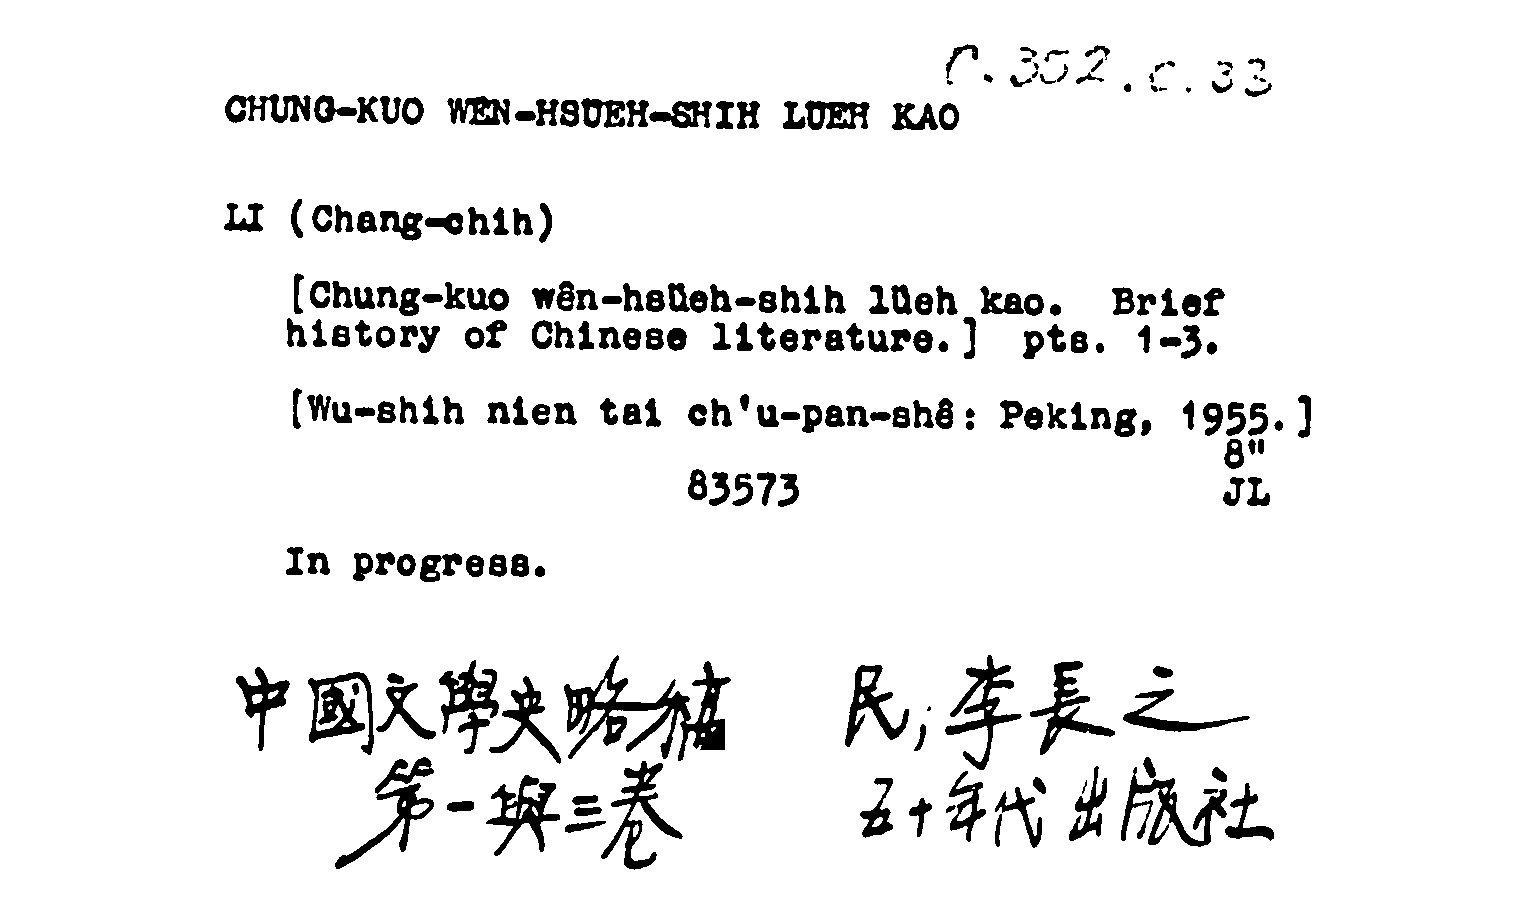 C.352.c.33
CHUNG-KUO WÊN-HSÜEH-SHIH LÜEH KAO
LI (Chang-chih)
[Chung-kuo wên-hsüeh-shih lüeh kao. Brief
history of Chinese literature.] pts. 1-3.
[Wu-shih nien tai ch'u-pan-shê: Peking, 1955.]
8"
83573 JL
In progress.
中國文學史略稿 民; 李長之
第一與三卷 五十年代出版社